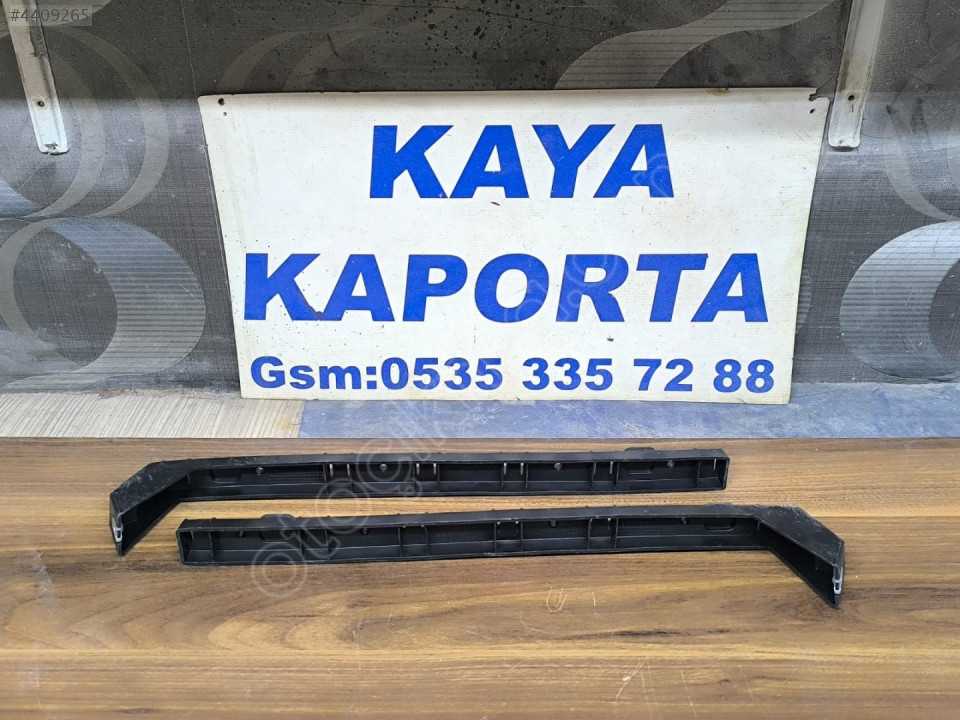 #4409265
KAYA
KAPORTA
Gsm:0535 335 72 88